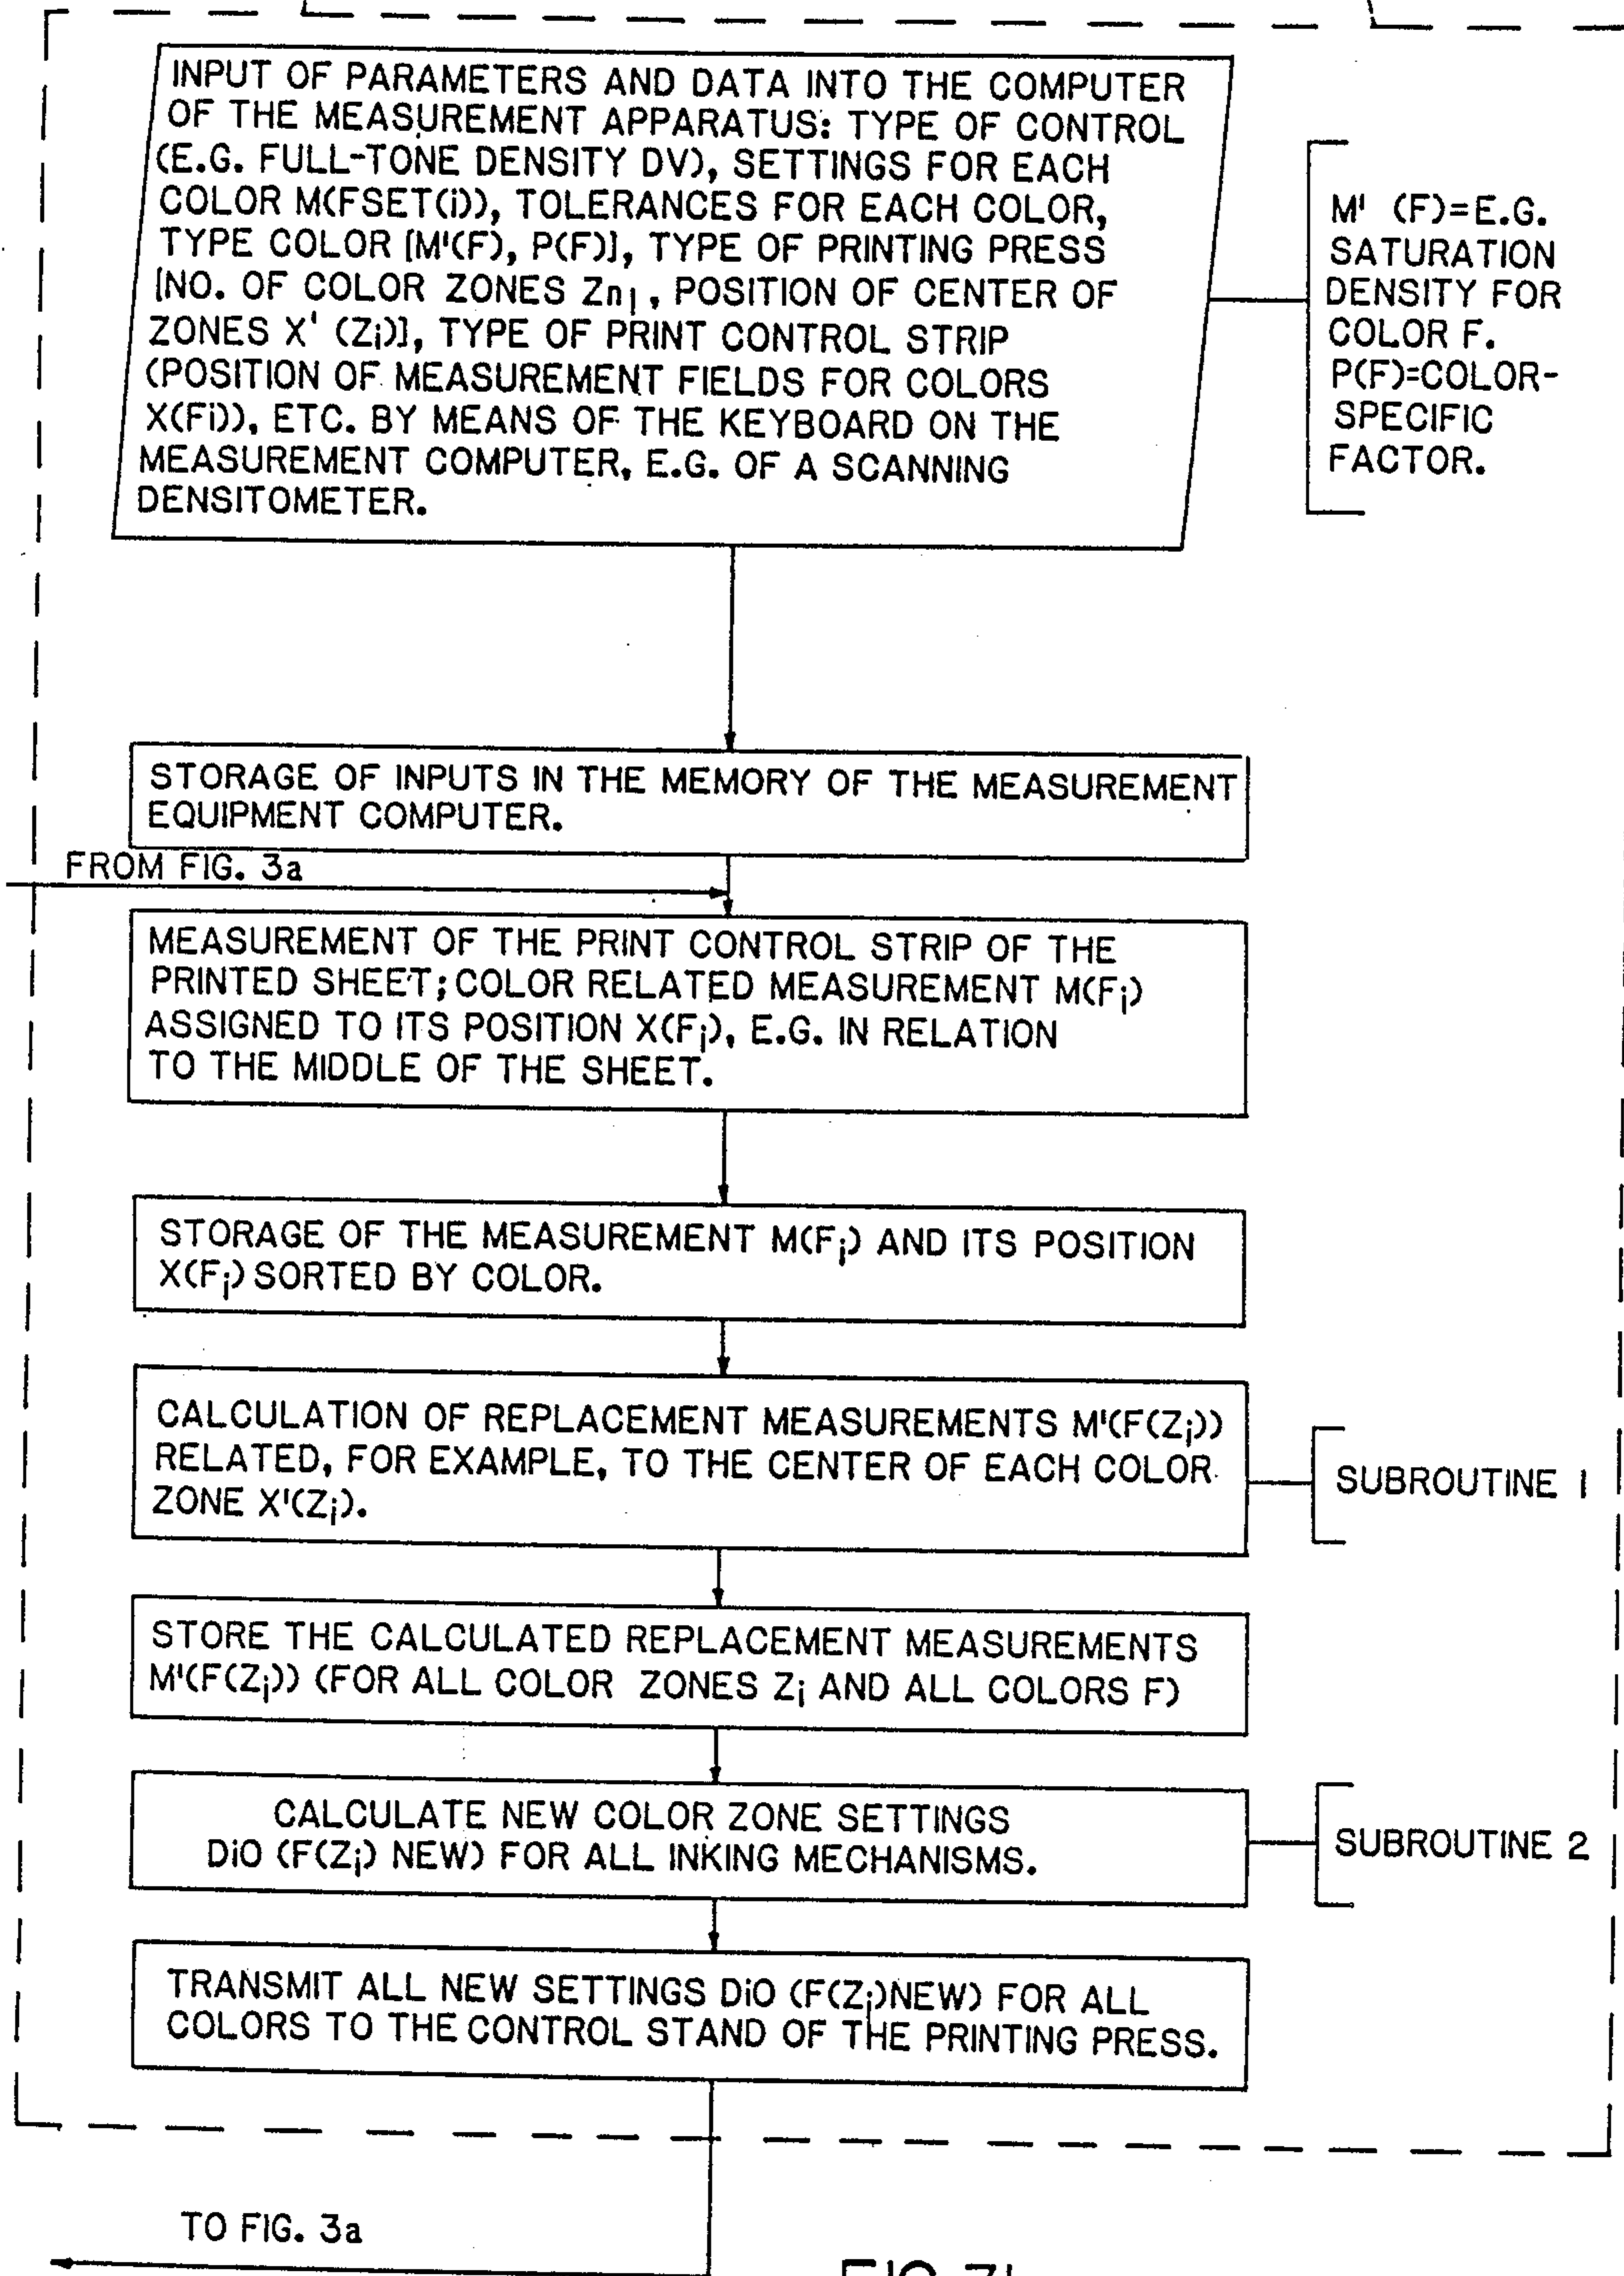 INPUT OF PARAMETERS AND DATA INTO THE COMPUTER
OF THE MEASUREMENT APPARATUS: TYPE OF CONTROL
(E.G. FULL-TONE DENSITY DV), SETTINGS FOR EACH
COLOR M(FSET(i)), TOLERANCES FOR EACH COLOR,
TYPE COLOR [M'(F), P(F)], TYPE OF PRINTING PRESS
[NO. OF COLOR ZONES Zni, POSITION OF CENTER OF
ZONES X' (Zi)], TYPE OF PRINT CONTROL STRIP
(POSITION OF MEASUREMENT FIELDS FOR COLORS
X(Fi)), ETC. BY MEANS OF THE KEYBOARD ON THE
MEASUREMENT COMPUTER, E.G. OF A SCANNING
DENSITOMETER.
M' (F)=E.G.
SATURATION
DENSITY FOR
COLOR F.
P(F)=COLOR-
SPECIFIC
FACTOR.
STORAGE OF INPUTS IN THE MEMORY OF THE MEASUREMENT
EQUIPMENT COMPUTER.
FROM FIG. 3a
MEASUREMENT OF THE PRINT CONTROL STRIP OF THE
PRINTED SHEET; COLOR RELATED MEASUREMENT M(Fi)
ASSIGNED TO ITS POSITION X(Fi), E.G. IN RELATION
TO THE MIDDLE OF THE SHEET.
STORAGE OF THE MEASUREMENT M(Fi) AND ITS POSITION
X(Fi) SORTED BY COLOR.
CALCULATION OF REPLACEMENT MEASUREMENTS M'(F(Zi))
RELATED, FOR EXAMPLE, TO THE CENTER OF EACH COLOR
ZONE X'(Zi).
SUBROUTINE 1
STORE THE CALCULATED REPLACEMENT MEASUREMENTS
M'(F(Zi)) (FOR ALL COLOR ZONES Zi AND ALL COLORS F)
CALCULATE NEW COLOR ZONE SETTINGS
DiO (F(Zi) NEW) FOR ALL INKING MECHANISMS.
SUBROUTINE 2
TRANSMIT ALL NEW SETTINGS DiO (F(Zi)NEW) FOR ALL
COLORS TO THE CONTROL STAND OF THE PRINTING PRESS.
TO FIG. 3a